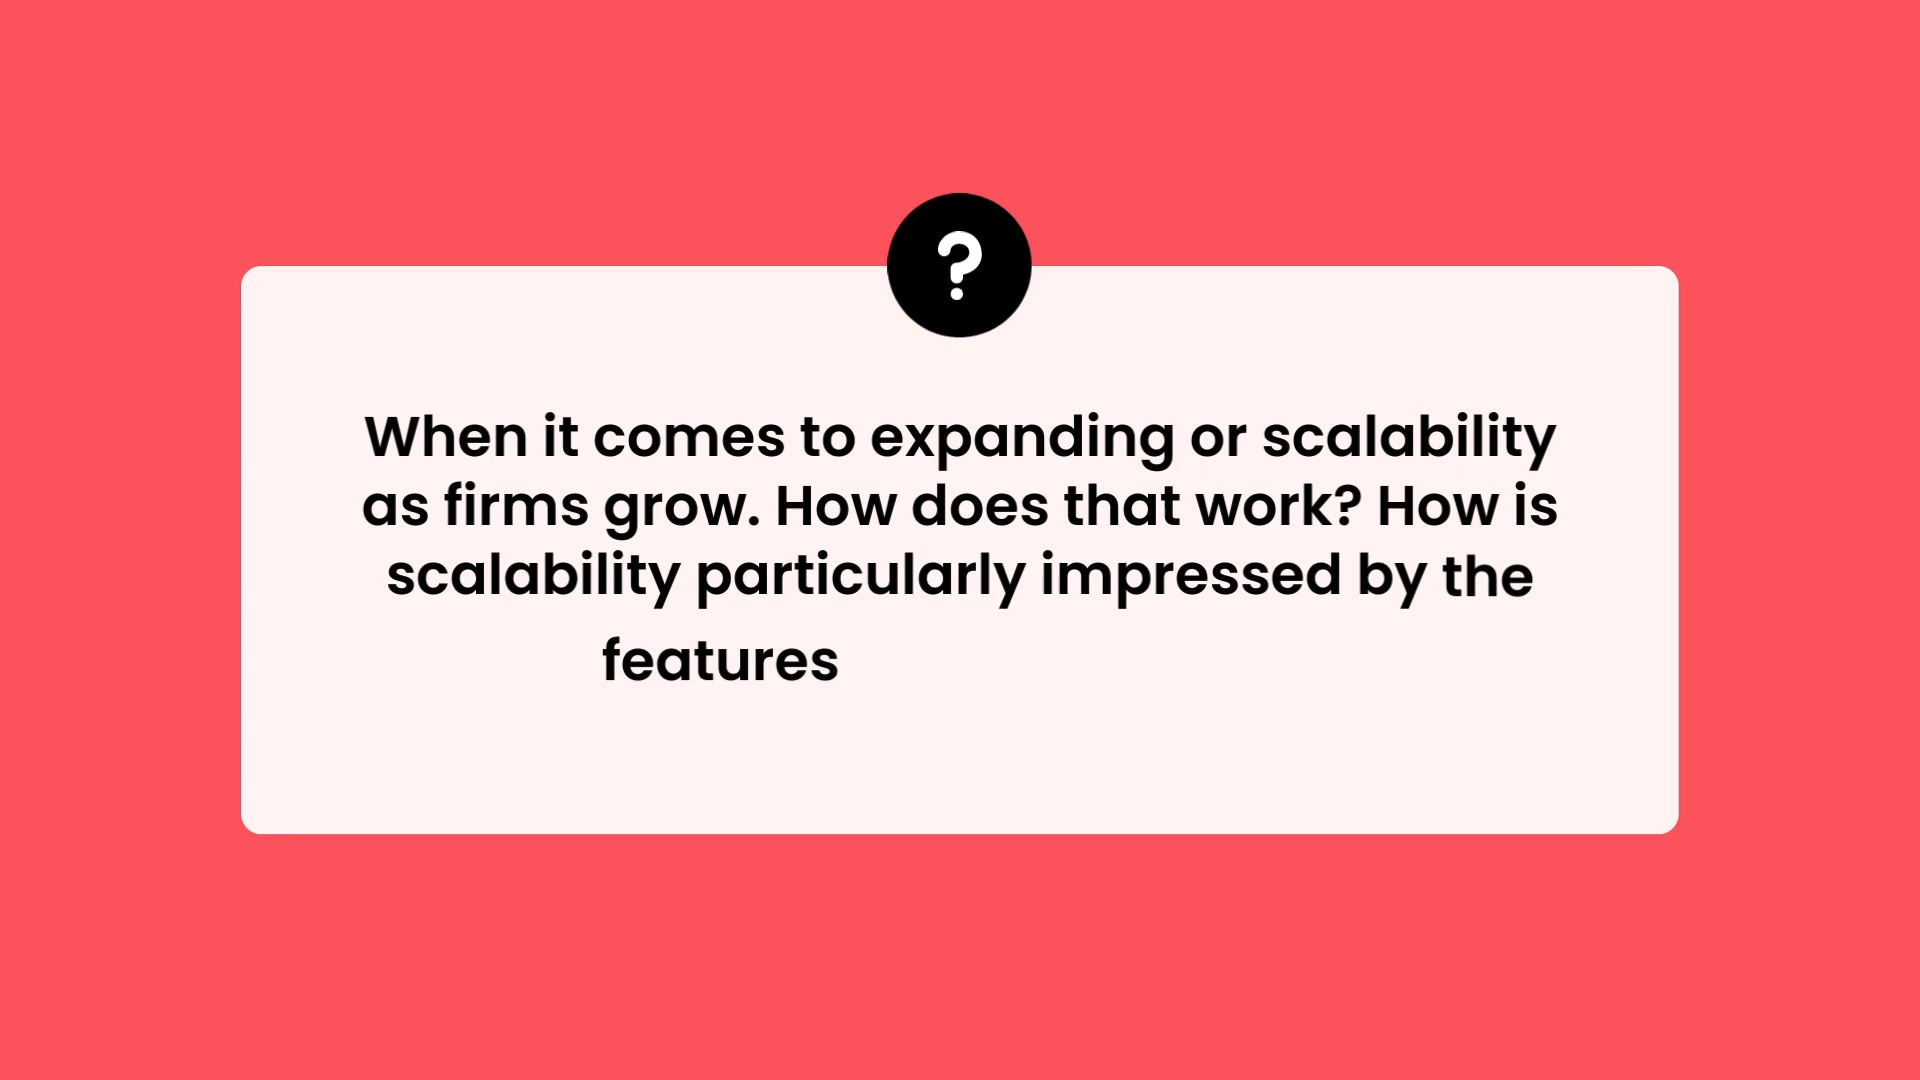 ?
When it comes to expanding or scalability
as firms grow. How does that work? How is
scalability particularly impressed by the
features